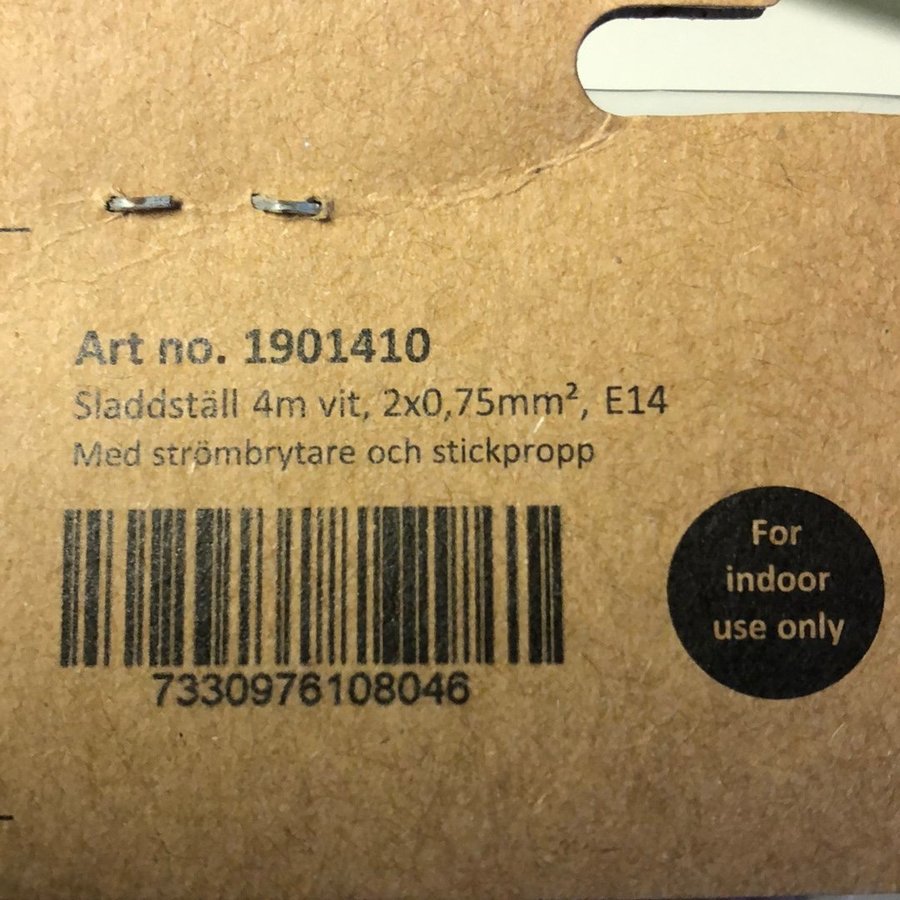 Art no. 1901410
Sladdställ 4m vit, 2x0,75mm², E14
Med strömbrytare och stickpropp
7330976108046
For
indoor
use only